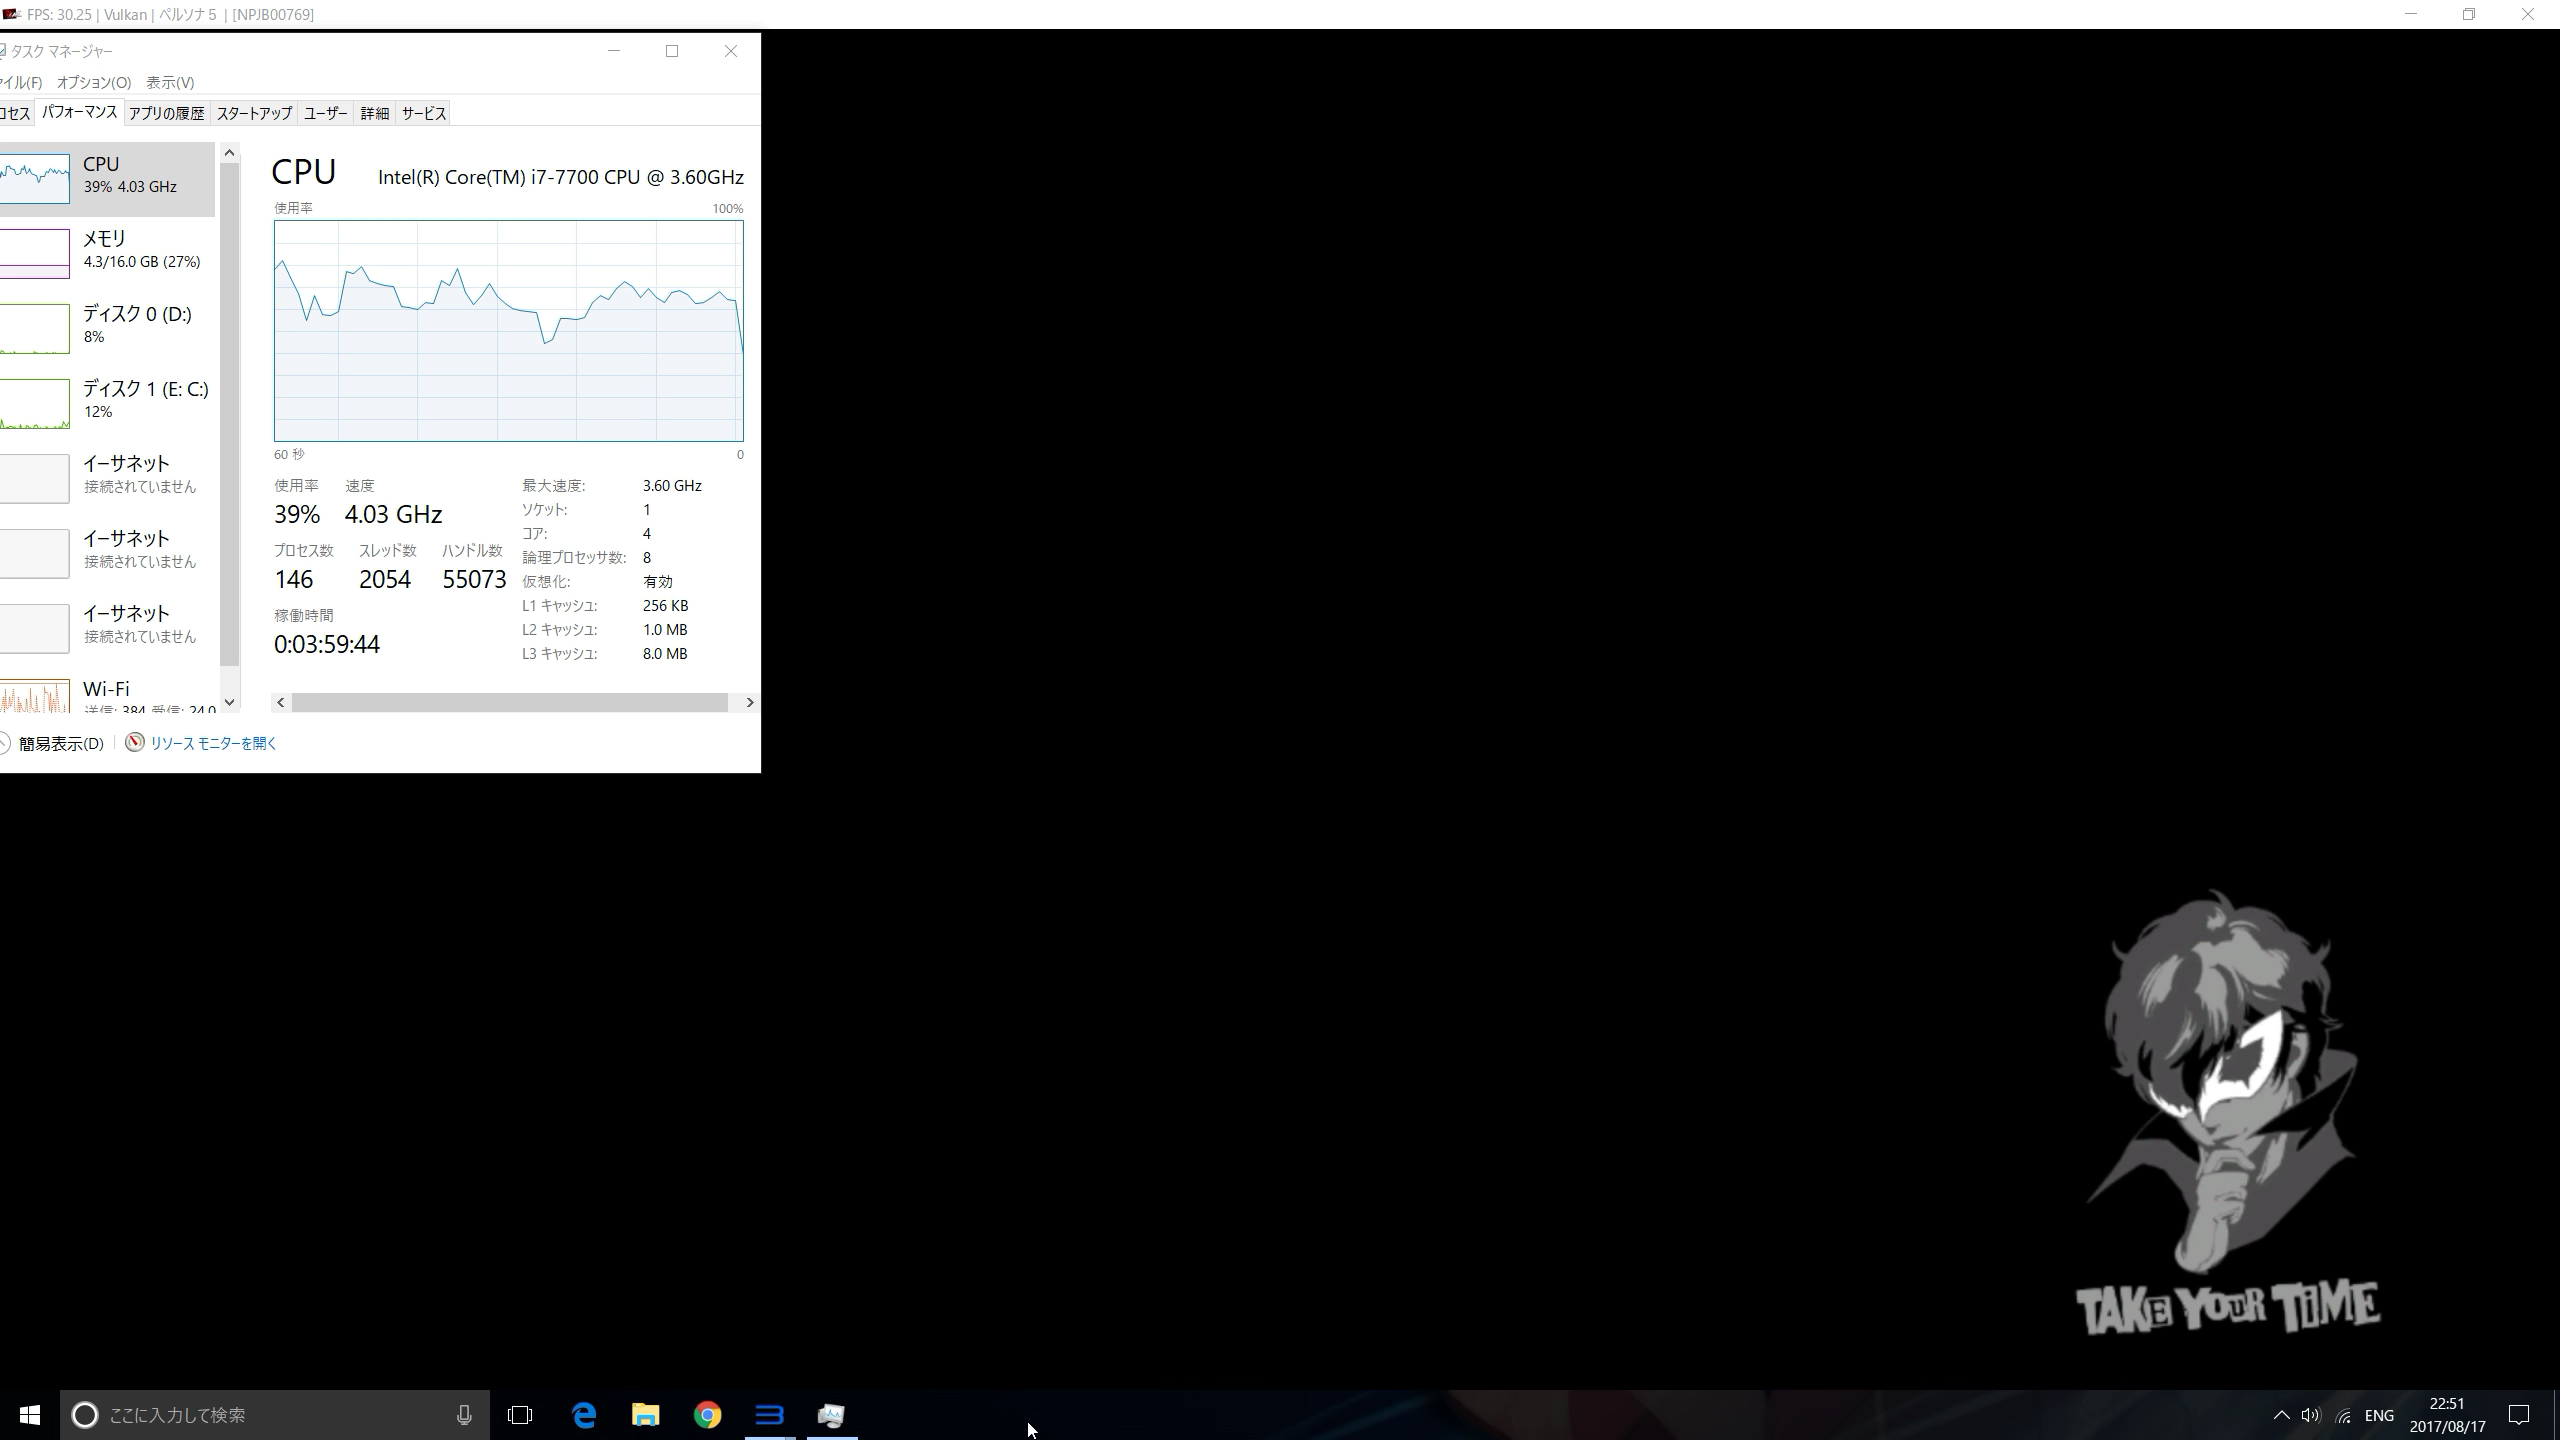 FPS: 30.25 | Vulkan | ペルソナ5 | [NPJB00769]
タスク マネージャー
イル(F) オプション(O) 表示(V)
ロセス パフォーマンス アプリの履歴 スタートアップ ユーザー 詳細 サービス
CPU
39% 4.03 GHz
メモリ
4.3/16.0 GB (27%)
ディスク 0 (D:)
8%
ディスク 1 (E: C:)
12%
イーサネット
接続されていません
イーサネット
接続されていません
イーサネット
接続されていません
Wi-Fi
送信: 384 受信: 24.0
CPU Intel(R) Core(TM) i7-7700 CPU @ 3.60GHz
使用率 100%
60 秒 0
使用率 速度
39% 4.03 GHz
プロセス数 スレッド数 ハンドル数
146 2054 55073
稼働時間
0:03:59:44
最大速度: 3.60 GHz
ソケット: 1
コア: 4
論理プロセッサ数: 8
仮想化: 有効
L1 キャッシュ: 256 KB
L2 キャッシュ: 1.0 MB
L3 キャッシュ: 8.0 MB
簡易表示(D) リソース モニターを開く
TAKE YOUR TIME
ここに入力して検索
ENG
22:51
2017/08/17